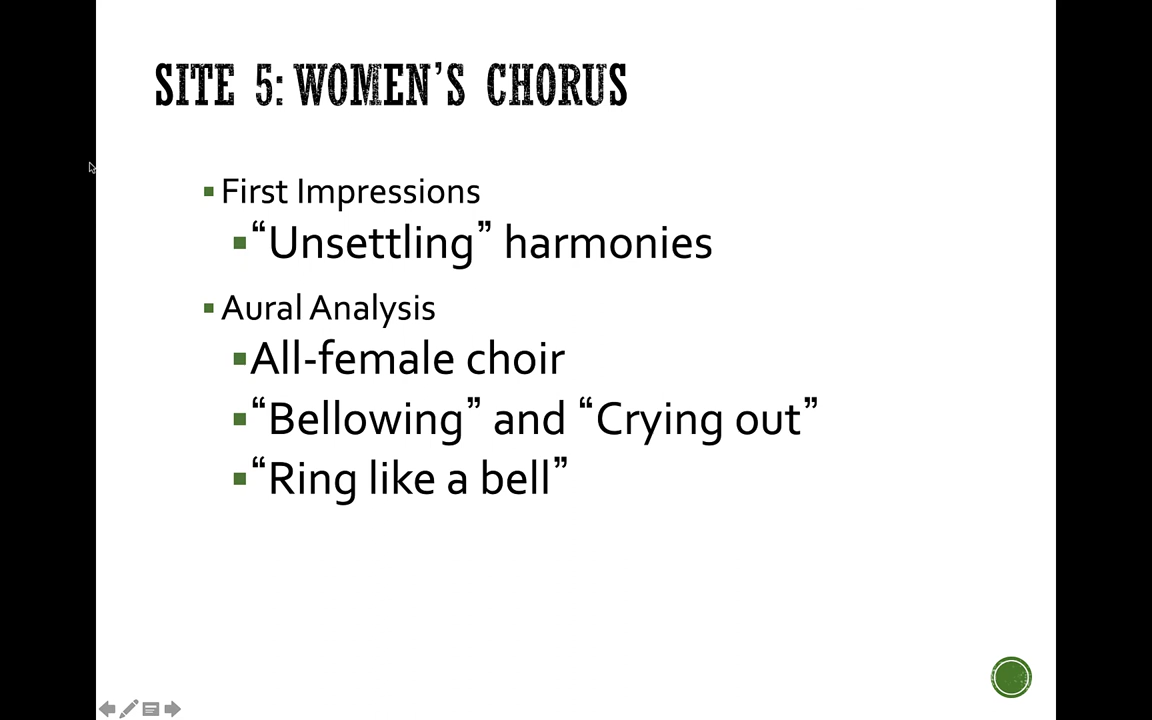 SITE 5: WOMEN’S CHORUS
First Impressions
“Unsettling” harmonies
Aural Analysis
All-female choir
“Bellowing” and “Crying out”
“Ring like a bell”